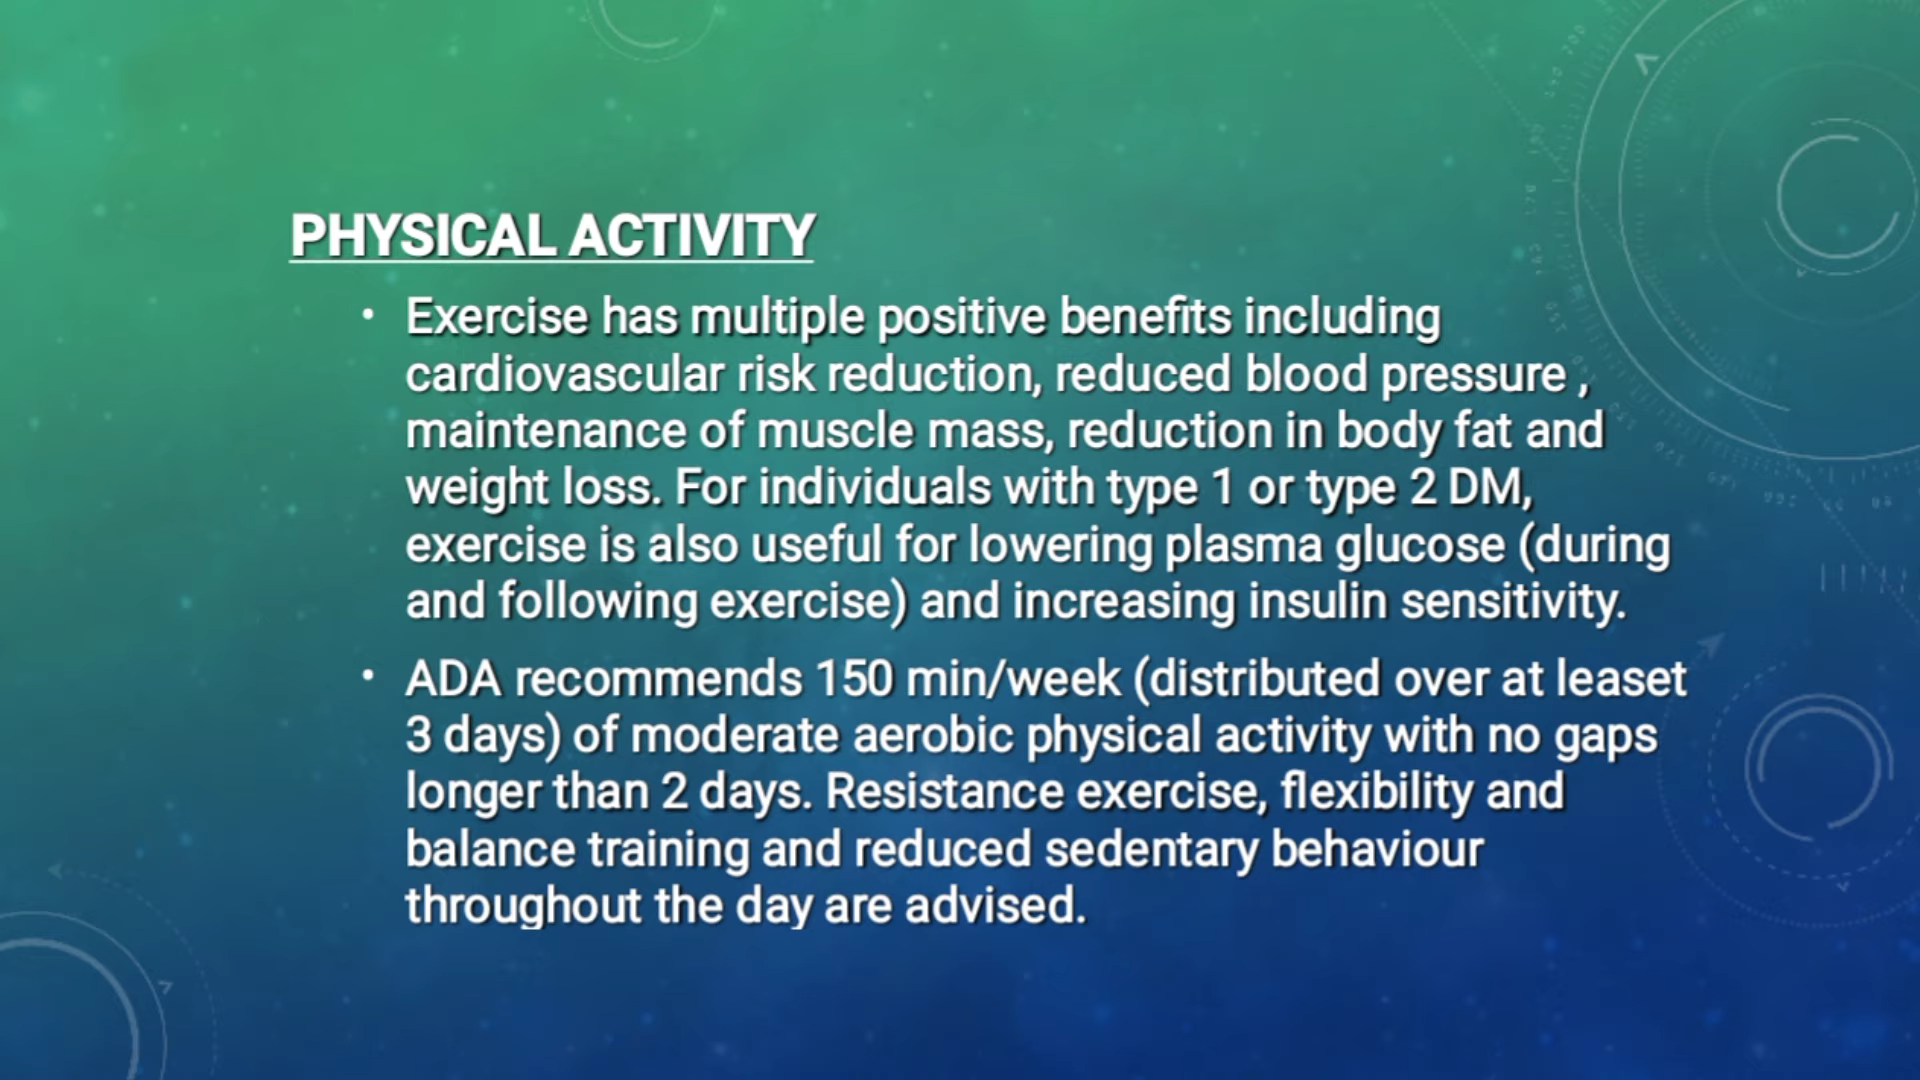 PHYSICAL ACTIVITY
• Exercise has multiple positive benefits including
cardiovascular risk reduction, reduced blood pressure ,
maintenance of muscle mass, reduction in body fat and
weight loss. For individuals with type 1 or type 2 DM,
exercise is also useful for lowering plasma glucose (during
and following exercise) and increasing insulin sensitivity.
• ADA recommends 150 min/week (distributed over at leaset
3 days) of moderate aerobic physical activity with no gaps
longer than 2 days. Resistance exercise, flexibility and
balance training and reduced sedentary behaviour
throughout the day are advised.